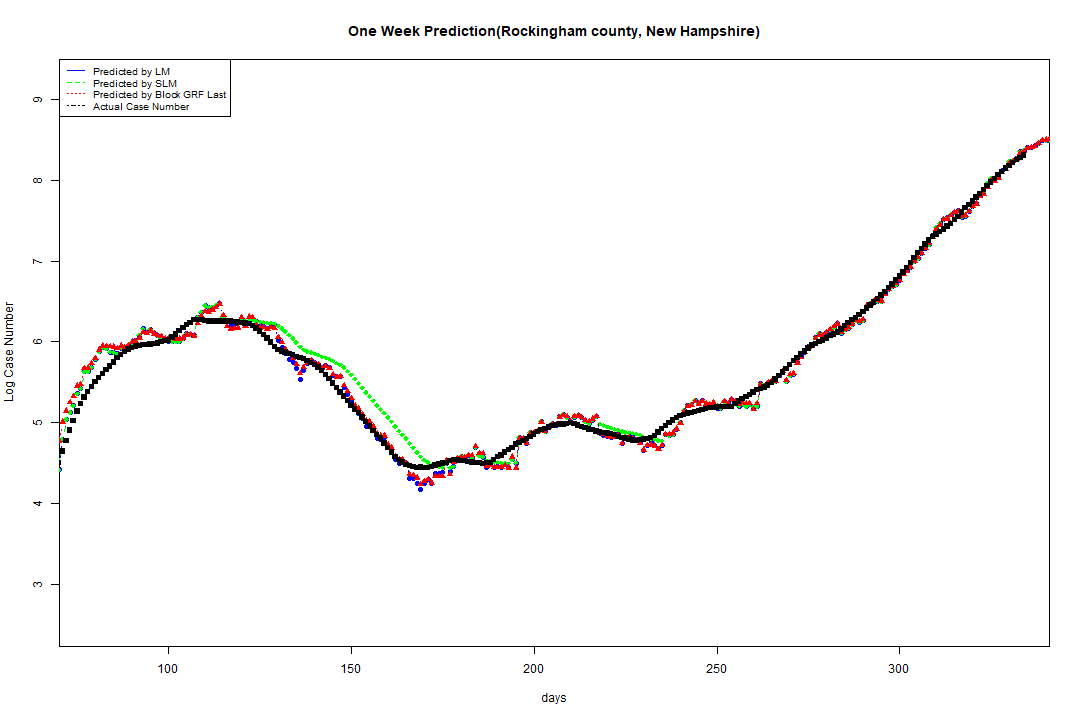 One Week Prediction(Rockingham county, New Hampshire)
Predicted by LM
Predicted by SLM
Predicted by Block GRF Last
Actual Case Number
9
8
7
6
5
4
3
Log Case Number
100 150 200 250 300
days